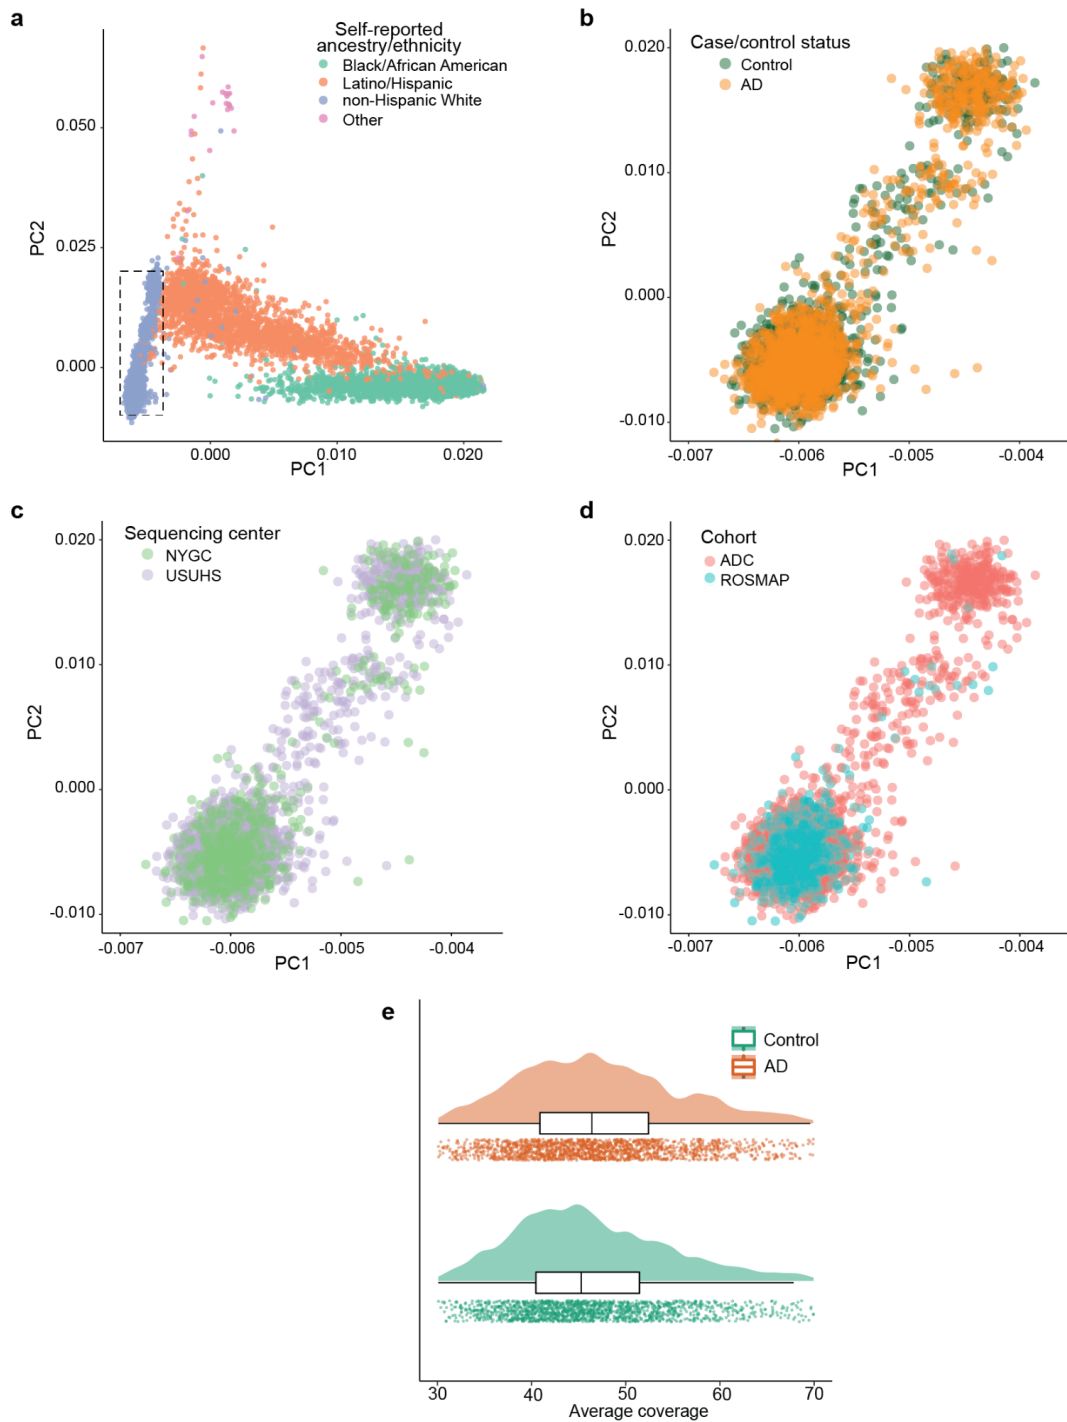 a
Self-reported
ancestry/ethnicity
Black/African American
Latino/Hispanic
non-Hispanic White
Other
0.050
0.025
0.000
PC2
0.000
0.010
0.020
PC1
b
Case/control status
Control
AD
0.020
0.010
0.000
-0.010
PC2
-0.007
-0.006
-0.005
-0.004
PC1
c
Sequencing center
NYGC
USUHS
0.020
0.010
0.000
-0.010
PC2
-0.007
-0.006
-0.005
-0.004
PC1
d
Cohort
ADC
ROSMAP
0.020
0.010
0.000
-0.010
PC2
-0.007
-0.006
-0.005
-0.004
PC1
e
Control
AD
30
40
50
60
70
Average coverage